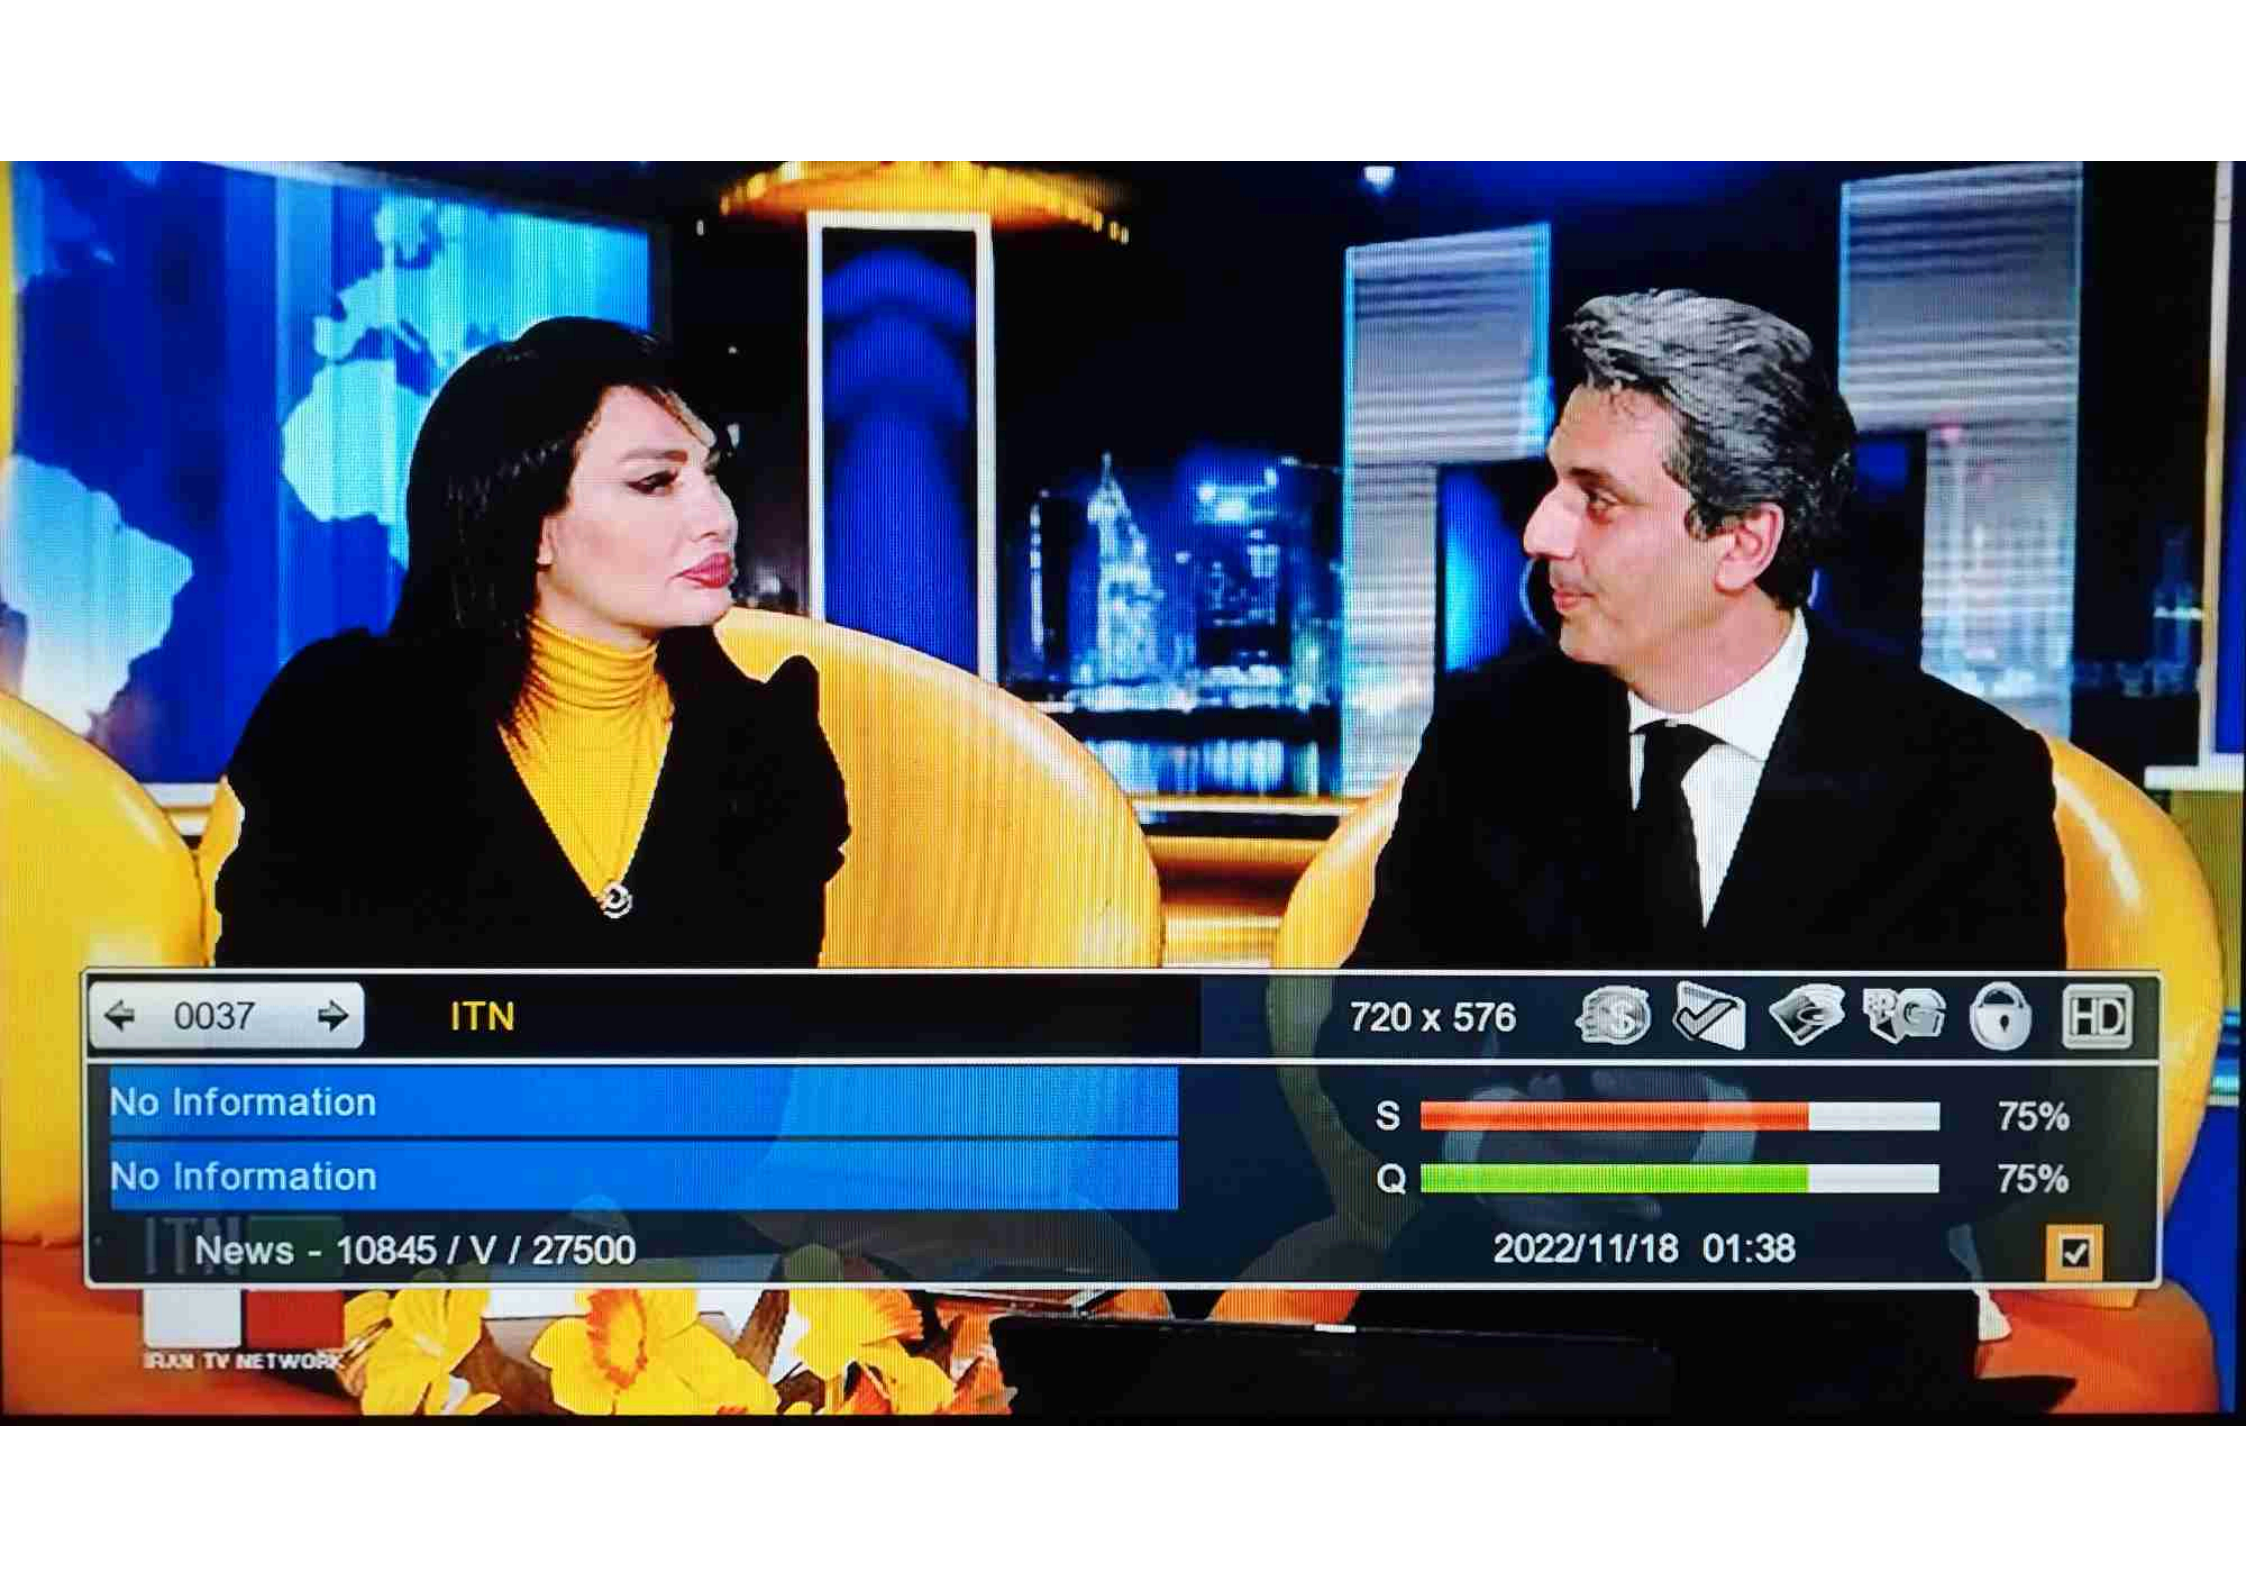 0037 ITN 720 x 576 HD
No Information
S 75%
No Information
Q 75%
ITN
News - 10845 / V / 27500 2022/11/18 01:38
IRAN TV NETWORK